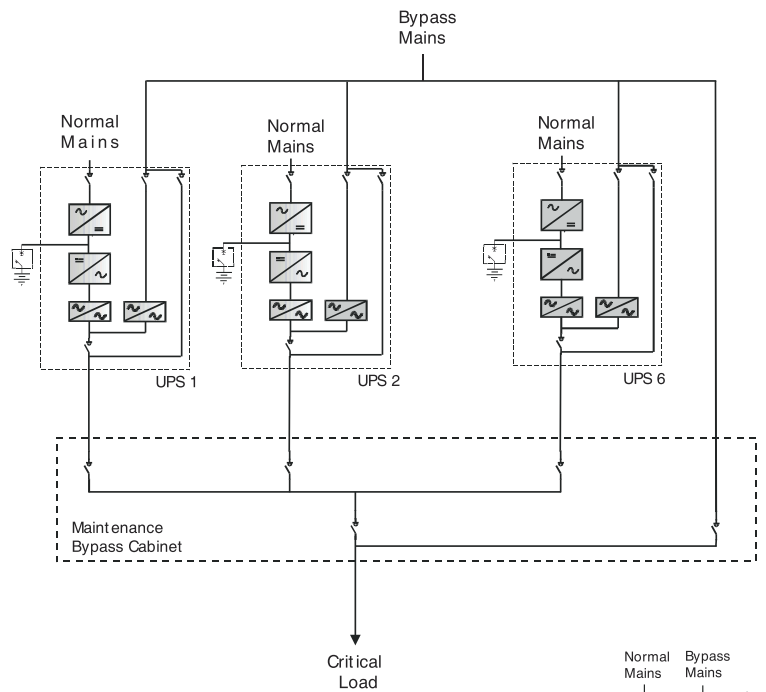 Bypass
Mains
Normal
Mains
Normal
Mains
Normal
Mains
UPS 1
UPS 2
UPS 6
Maintenance
Bypass Cabinet
Critical
Load
Normal
Mains
Bypass
Mains